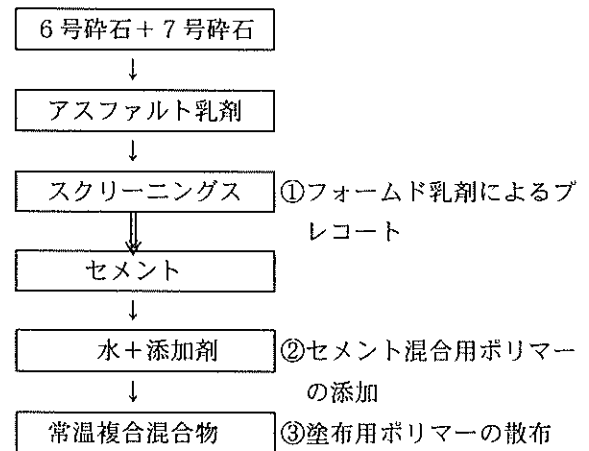 6号砕石+7号砕石
↓
アスファルト乳剤
↓
スクリーニングス ①フォームド乳剤によるプ
レコート
⇓
セメント
↓
水+添加剤 ②セメント混合用ポリマー
の添加
↓
常温複合混合物 ③塗布用ポリマーの散布